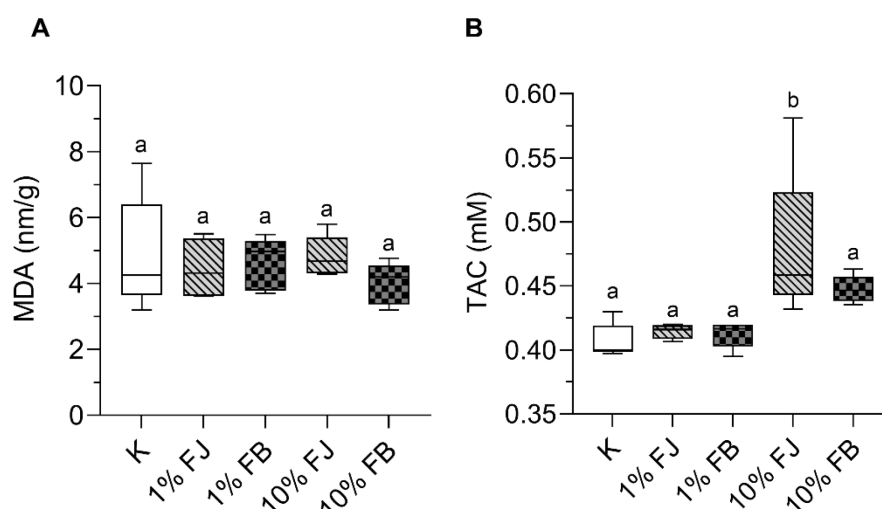 A
MDA (nm/g)
10
8
6
4
2
0
a
a
a
a
a
K
1% FJ
1% FB
10% FJ
10% FB
B
TAC (mM)
0.60
0.55
0.50
0.45
0.40
0.35
a
a
a
b
a
K
1% FJ
1% FB
10% FJ
10% FB